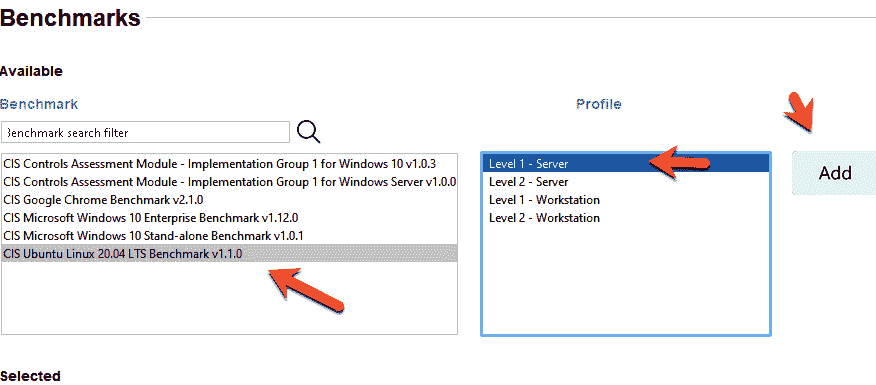 Benchmarks
Available
Benchmark
Profile
Benchmark search filter
CIS Controls Assessment Module - Implementation Group 1 for Windows 10 v1.0.3
CIS Controls Assessment Module - Implementation Group 1 for Windows Server v1.0.0
CIS Google Chrome Benchmark v2.1.0
CIS Microsoft Windows 10 Enterprise Benchmark v1.12.0
CIS Microsoft Windows 10 Stand-alone Benchmark v1.0.1
CIS Ubuntu Linux 20.04 LTS Benchmark v1.1.0
Level 1 - Server
Level 2 - Server
Level 1 - Workstation
Level 2 - Workstation
Add
Selected